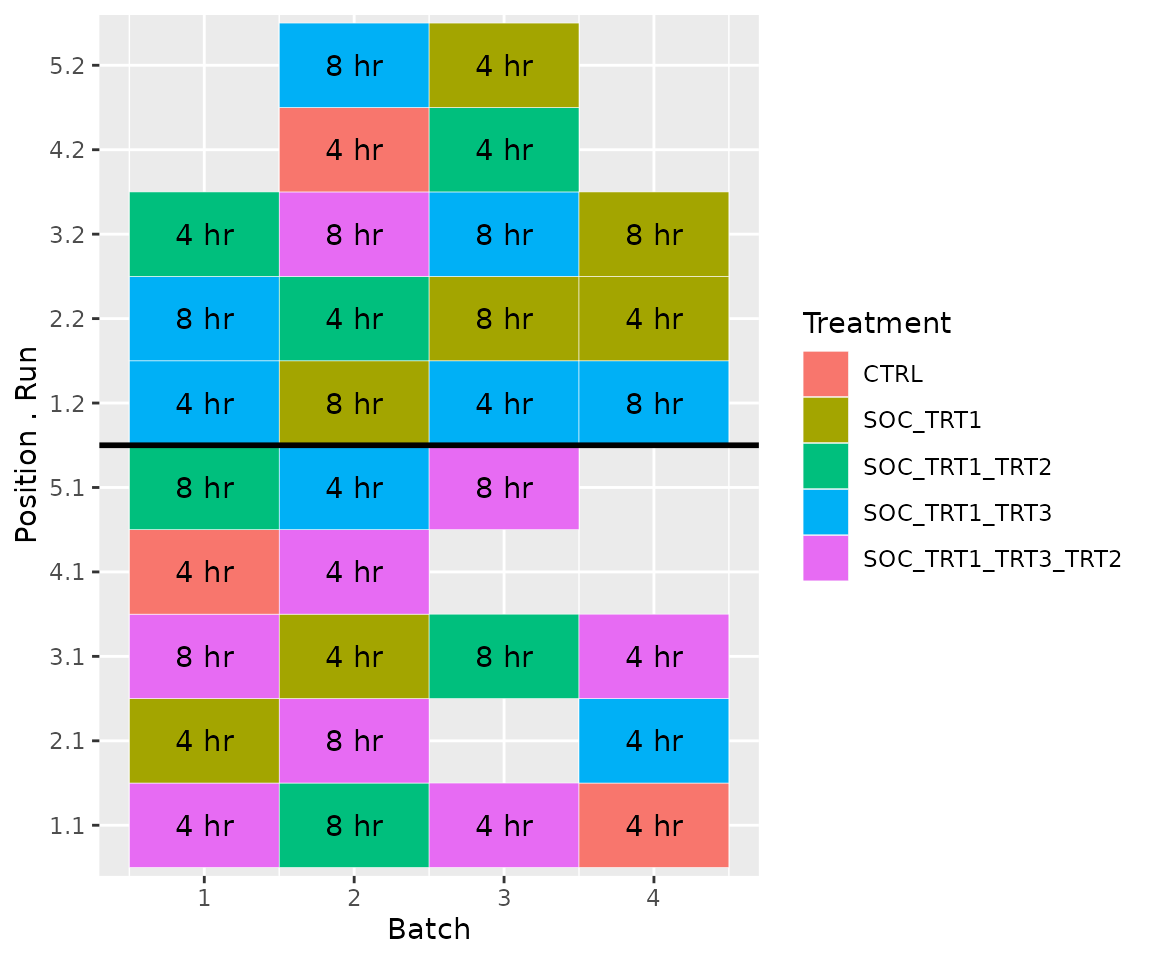 5.2 8 hr 4 hr
4.2 4 hr 4 hr
3.2 4 hr 8 hr 8 hr 8 hr
2.2 8 hr 4 hr 8 hr 4 hr
1.2 4 hr 8 hr 4 hr 8 hr
5.1 8 hr 4 hr 8 hr
4.1 4 hr 4 hr
3.1 8 hr 4 hr 8 hr 4 hr
2.1 4 hr 8 hr 4 hr
1.1 4 hr 8 hr 4 hr 4 hr
1 2 3 4
Batch
Position . Run
Treatment
CTRL
SOC_TRT1
SOC_TRT1_TRT2
SOC_TRT1_TRT3
SOC_TRT1_TRT3_TRT2